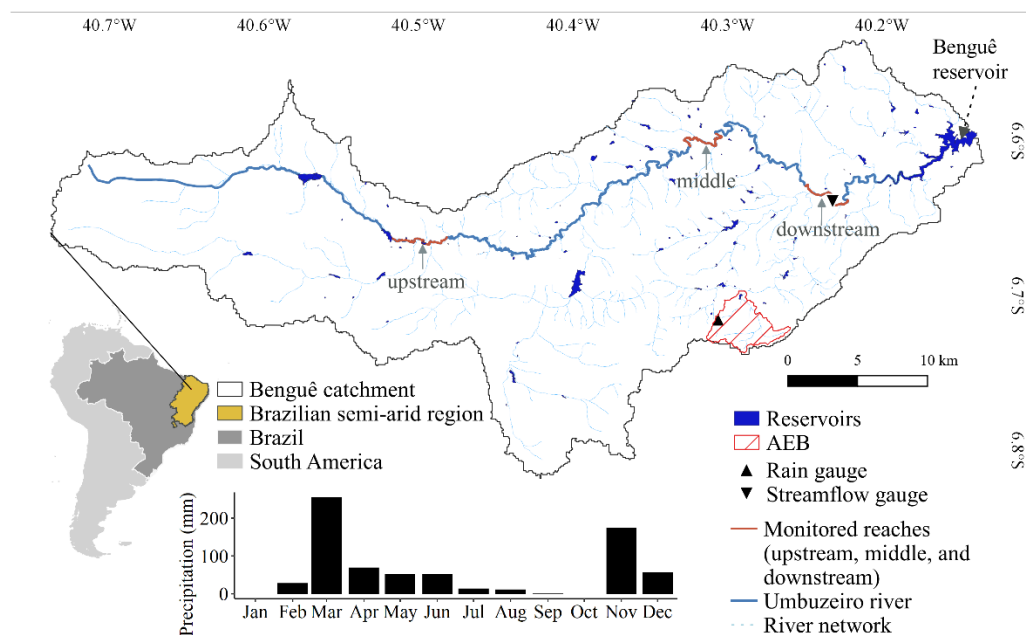 40.7°W 40.6°W 40.5°W 40.4°W 40.3°W 40.2°W
Benguê
reservoir
6.6°S
middle
downstream
upstream
6.7°S
0 5 10 km
6.8°S
Benguê catchment
Brazilian semi-arid region
Brazil
South America
Reservoirs
AEB
Rain gauge
Streamflow gauge
Monitored reaches
(upstream, middle, and
downstream)
Umbuzeiro river
River network
Precipitation (mm)
200
100
0
Jan Feb Mar Apr May Jun Jul Aug Sep Oct Nov Dec